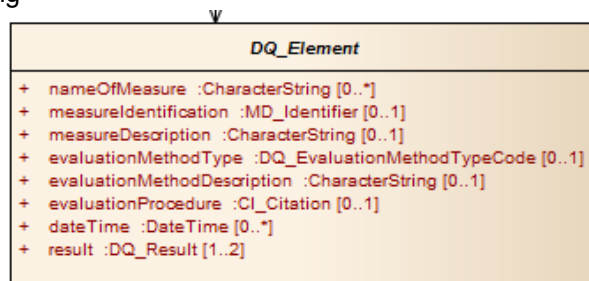 DQ_Element
+ nameOfMeasure :CharacterString [0..*]
+ measureIdentification :MD_Identifier [0..1]
+ measureDescription :CharacterString [0..1]
+ evaluationMethodType :DQ_EvaluationMethodTypeCode [0..1]
+ evaluationMethodDescription :CharacterString [0..1]
+ evaluationProcedure :CI_Citation [0..1]
+ dateTime :DateTime [0..*]
+ result :DQ_Result [1..2]